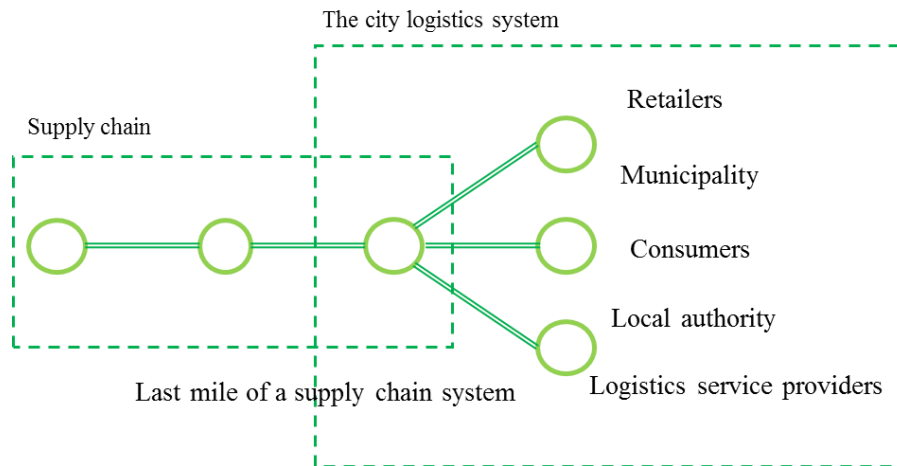 The city logistics system
Retailers
Supply chain
Municipality
Consumers
Local authority
Last mile of a supply chain system
Logistics service providers